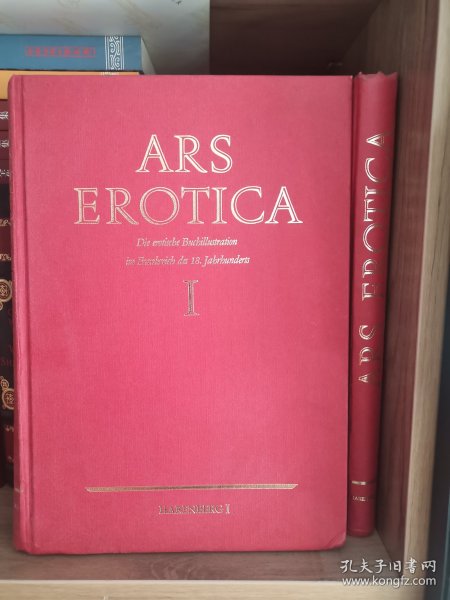 ARS
EROTICA
Die erotische Buchillustration
im Frankreich des 18. Jahrhunderts
I
HARENBERG
ARS EROTICA
孔夫子旧书网
www.kongfz.com